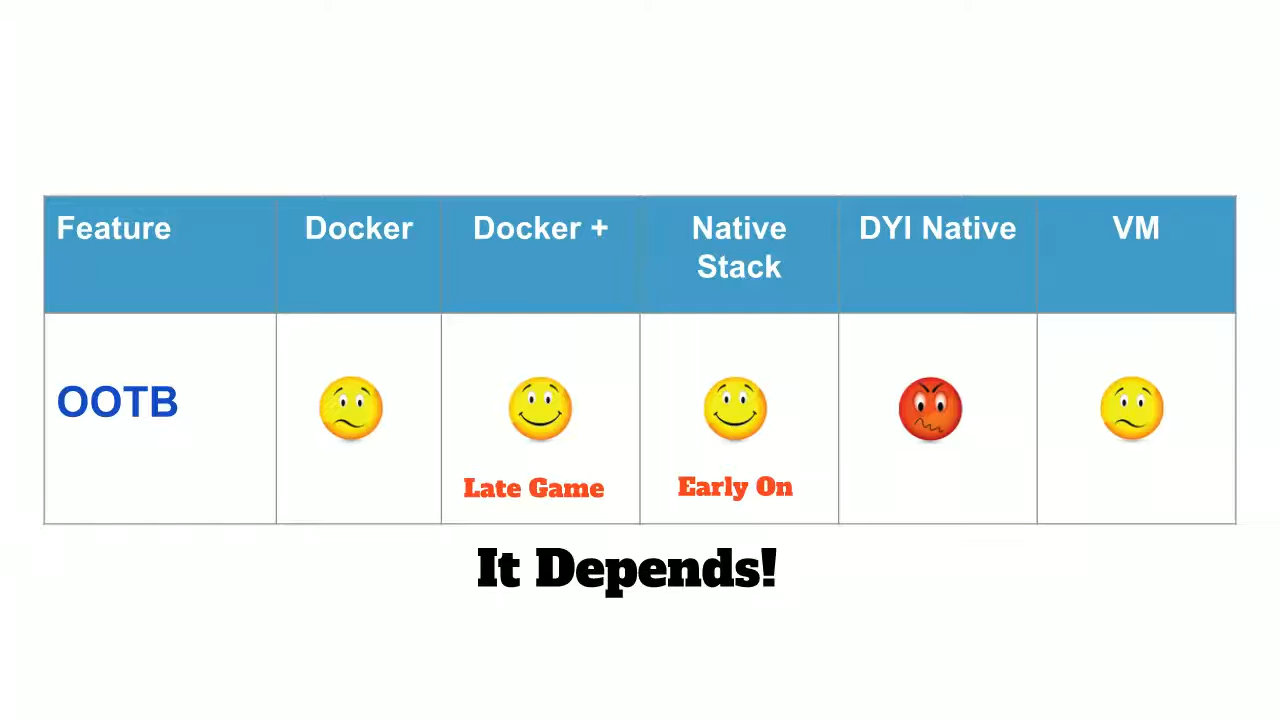 Feature Docker Docker + Native Stack DYI Native VM
OOTB
Late Game Early On
It Depends!